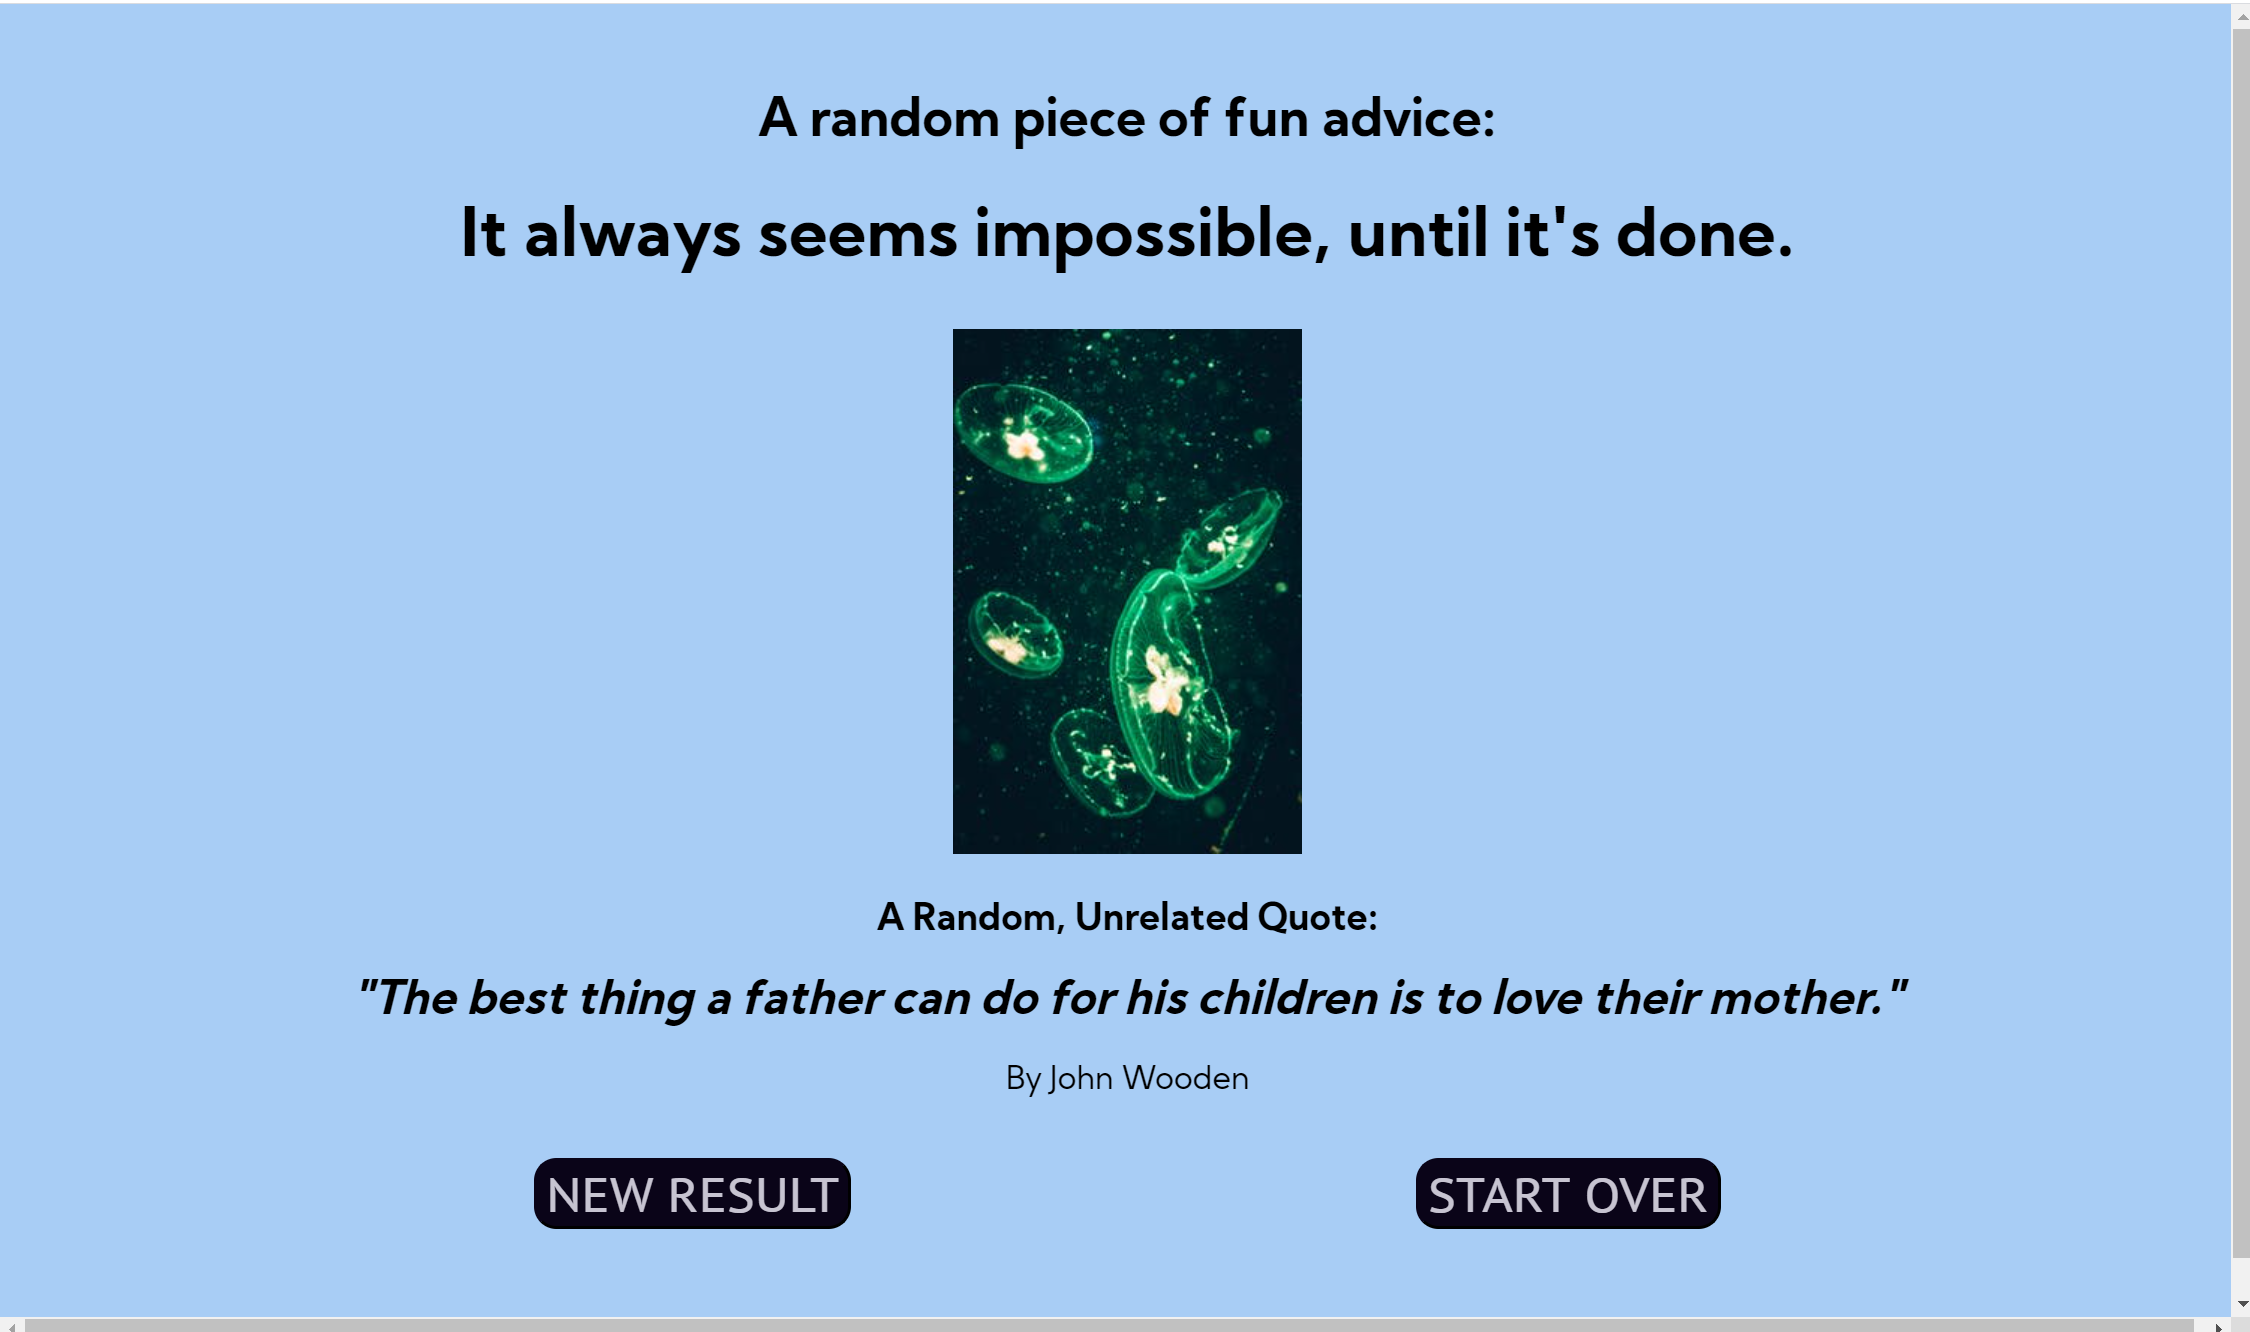 A random piece of fun advice:
It always seems impossible, until it's done.
A Random, Unrelated Quote:
"The best thing a father can do for his children is to love their mother."
By John Wooden
NEW RESULT
START OVER